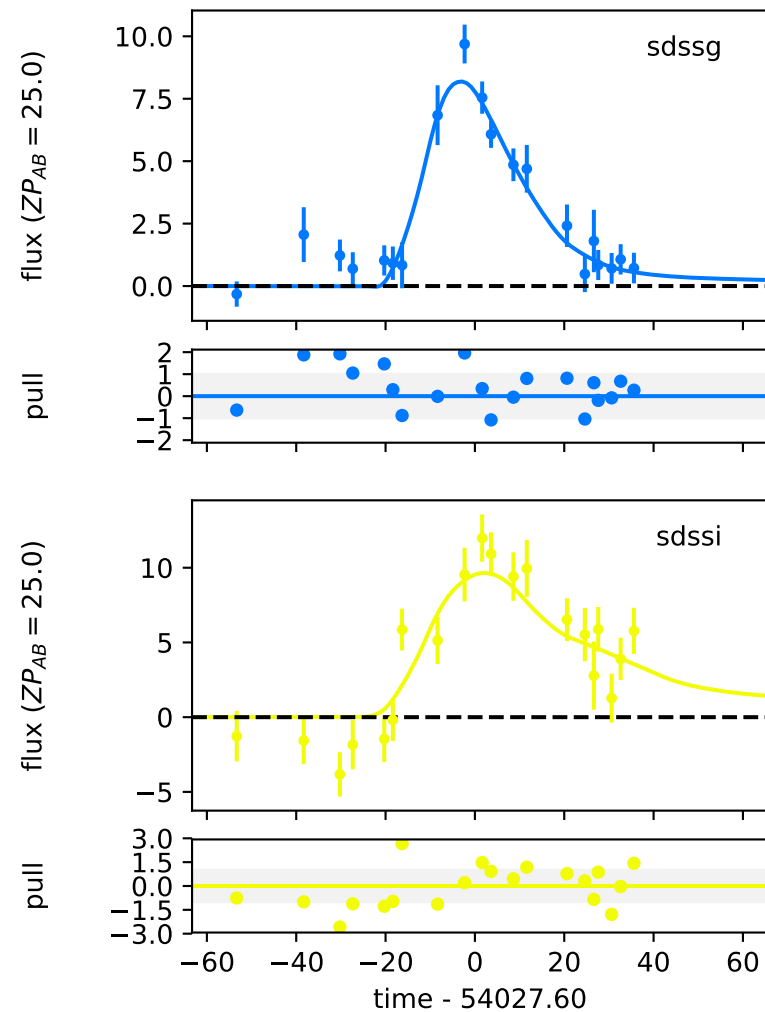 10.0
7.5
5.0
2.5
0.0
flux (ZP_AB = 25.0)
sdssg
2
1
0
−1
−2
pull
10
5
0
−5
flux (ZP_AB = 25.0)
sdssi
3.0
1.5
0.0
−1.5
−3.0
pull
−60 −40 −20 0 20 40 60
time - 54027.60